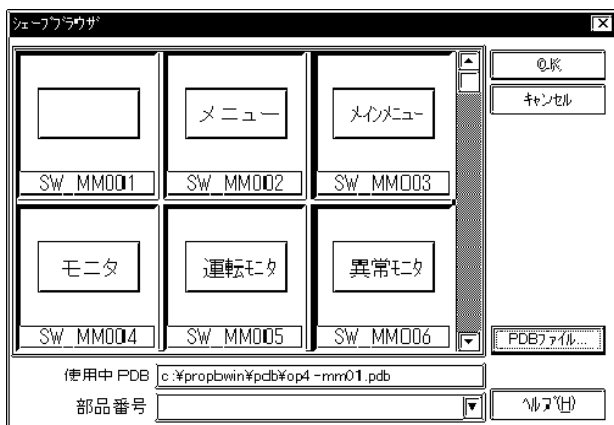 シェープブラウザ
OK
キャンセル
メニュー
メインメニュー
SW_MM001
SW_MM002
SW_MM003
モニタ
運転モニタ
異常モニタ
SW_MM004
SW_MM005
SW_MM006
PDBファイル...
使用中 PDB c:¥propbwin¥pdb¥op4-mm01.pdb
部品番号
ヘルプ(H)